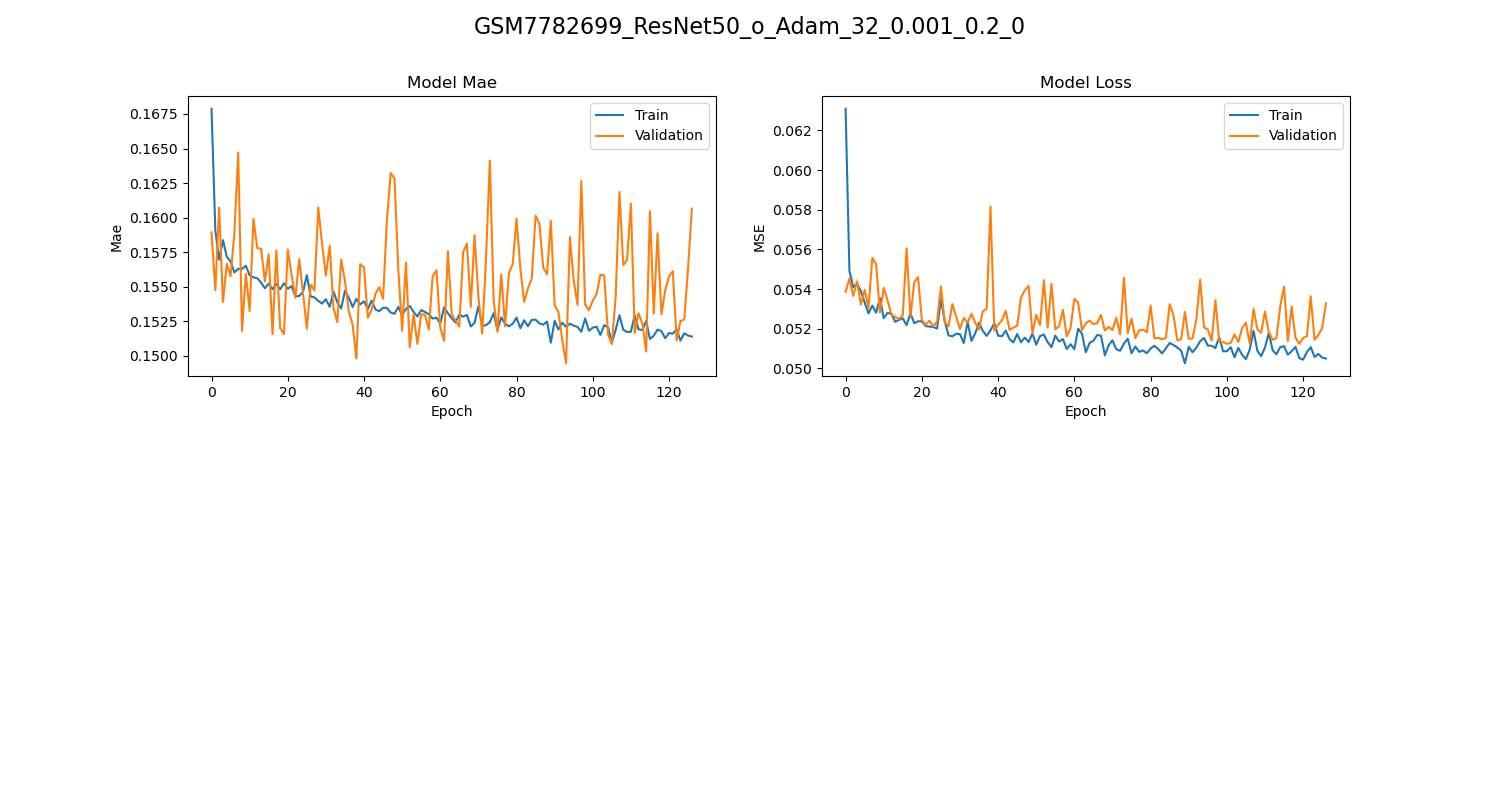 GSM7782699_ResNet50_o_Adam_32_0.001_0.2_0
Model Mae
0.1675
0.1650
0.1625
0.1600
0.1575
0.1550
0.1525
0.1500
Mae
0
20
40
60
80
100
120
Epoch
Train
Validation
Model Loss
0.062
0.060
0.058
0.056
0.054
0.052
0.050
MSE
0
20
40
60
80
100
120
Epoch
Train
Validation